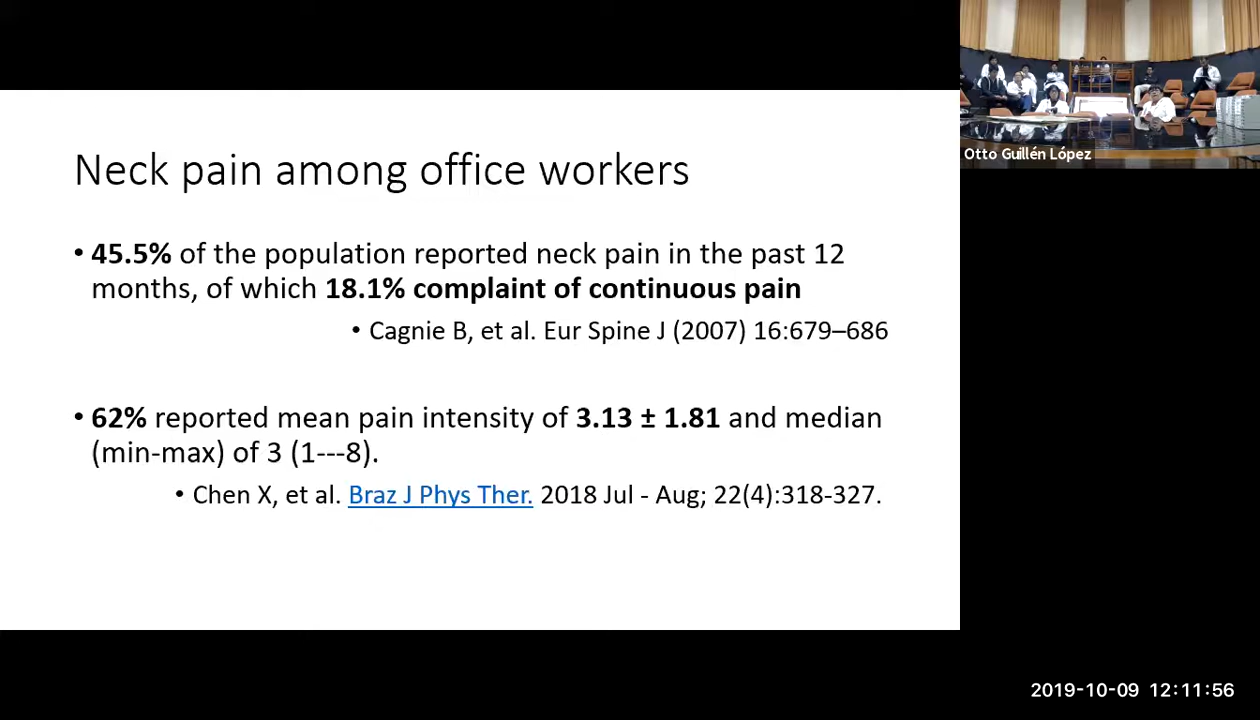 Neck pain among office workers
• 45.5% of the population reported neck pain in the past 12
months, of which 18.1% complaint of continuous pain
• Cagnie B, et al. Eur Spine J (2007) 16:679–686
• 62% reported mean pain intensity of 3.13 ± 1.81 and median
(min-max) of 3 (1---8).
• Chen X, et al. Braz J Phys Ther. 2018 Jul - Aug; 22(4):318-327.
Otto Guillén López
2019-10-09 12:11:56